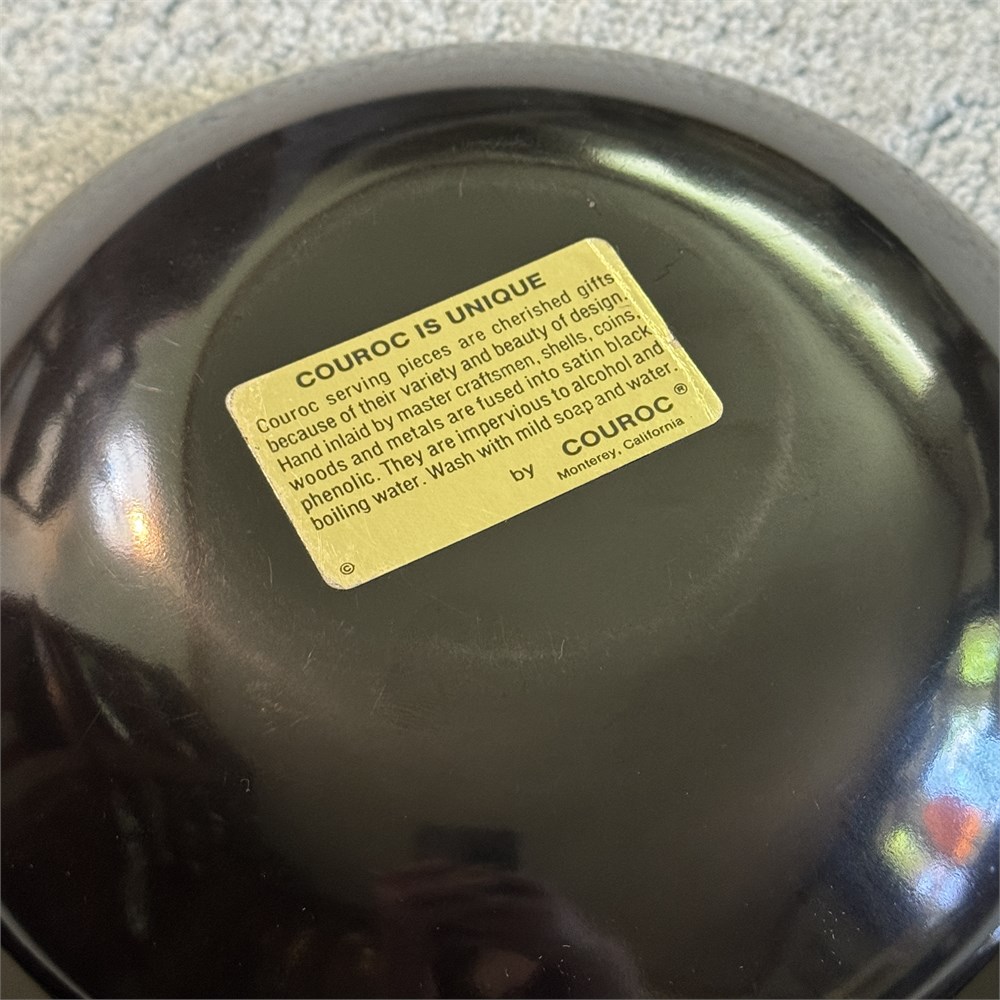 COUROC IS UNIQUE
Couroc serving pieces are cherished gifts
because of their variety and beauty of design.
Hand inlaid by master craftsmen, shells, coins,
woods and metals are fused into satin black
phenolic. They are impervious to alcohol and
boiling water. Wash with mild soap and water.
by COUROC®
Monterey, California
©